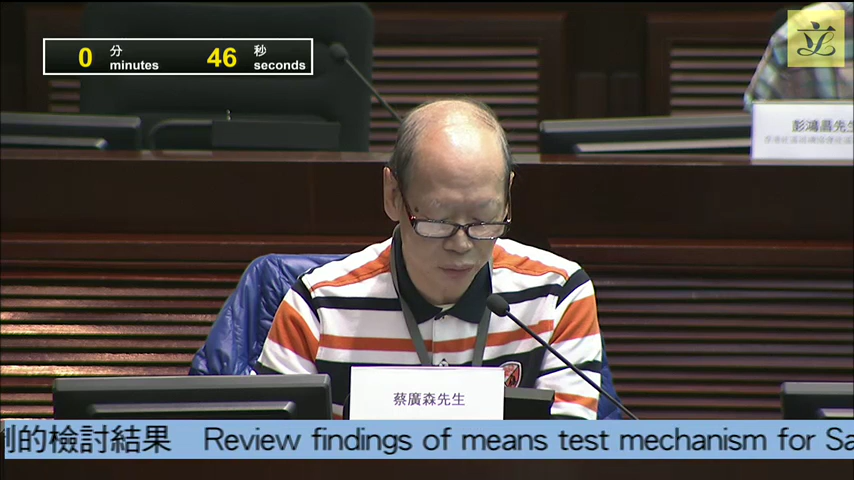 0 分 minutes 46 秒 seconds
彭鴻昌先生
蔡廣森先生
的檢討結果 Review findings of means test mechanism for Sa